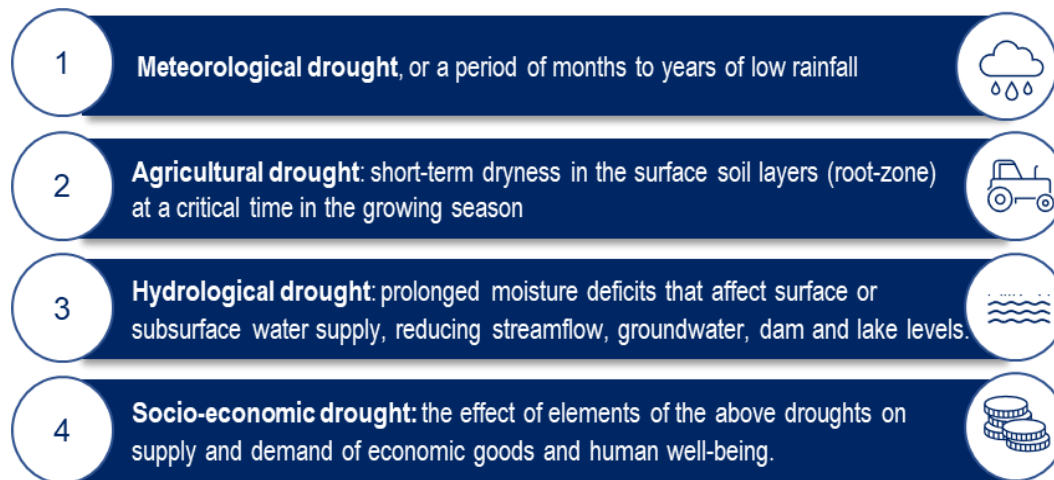 1
Meteorological drought, or a period of months to years of low rainfall
2
Agricultural drought: short-term dryness in the surface soil layers (root-zone)
at a critical time in the growing season
3
Hydrological drought: prolonged moisture deficits that affect surface or
subsurface water supply, reducing streamflow, groundwater, dam and lake levels.
4
Socio-economic drought: the effect of elements of the above droughts on
supply and demand of economic goods and human well-being.